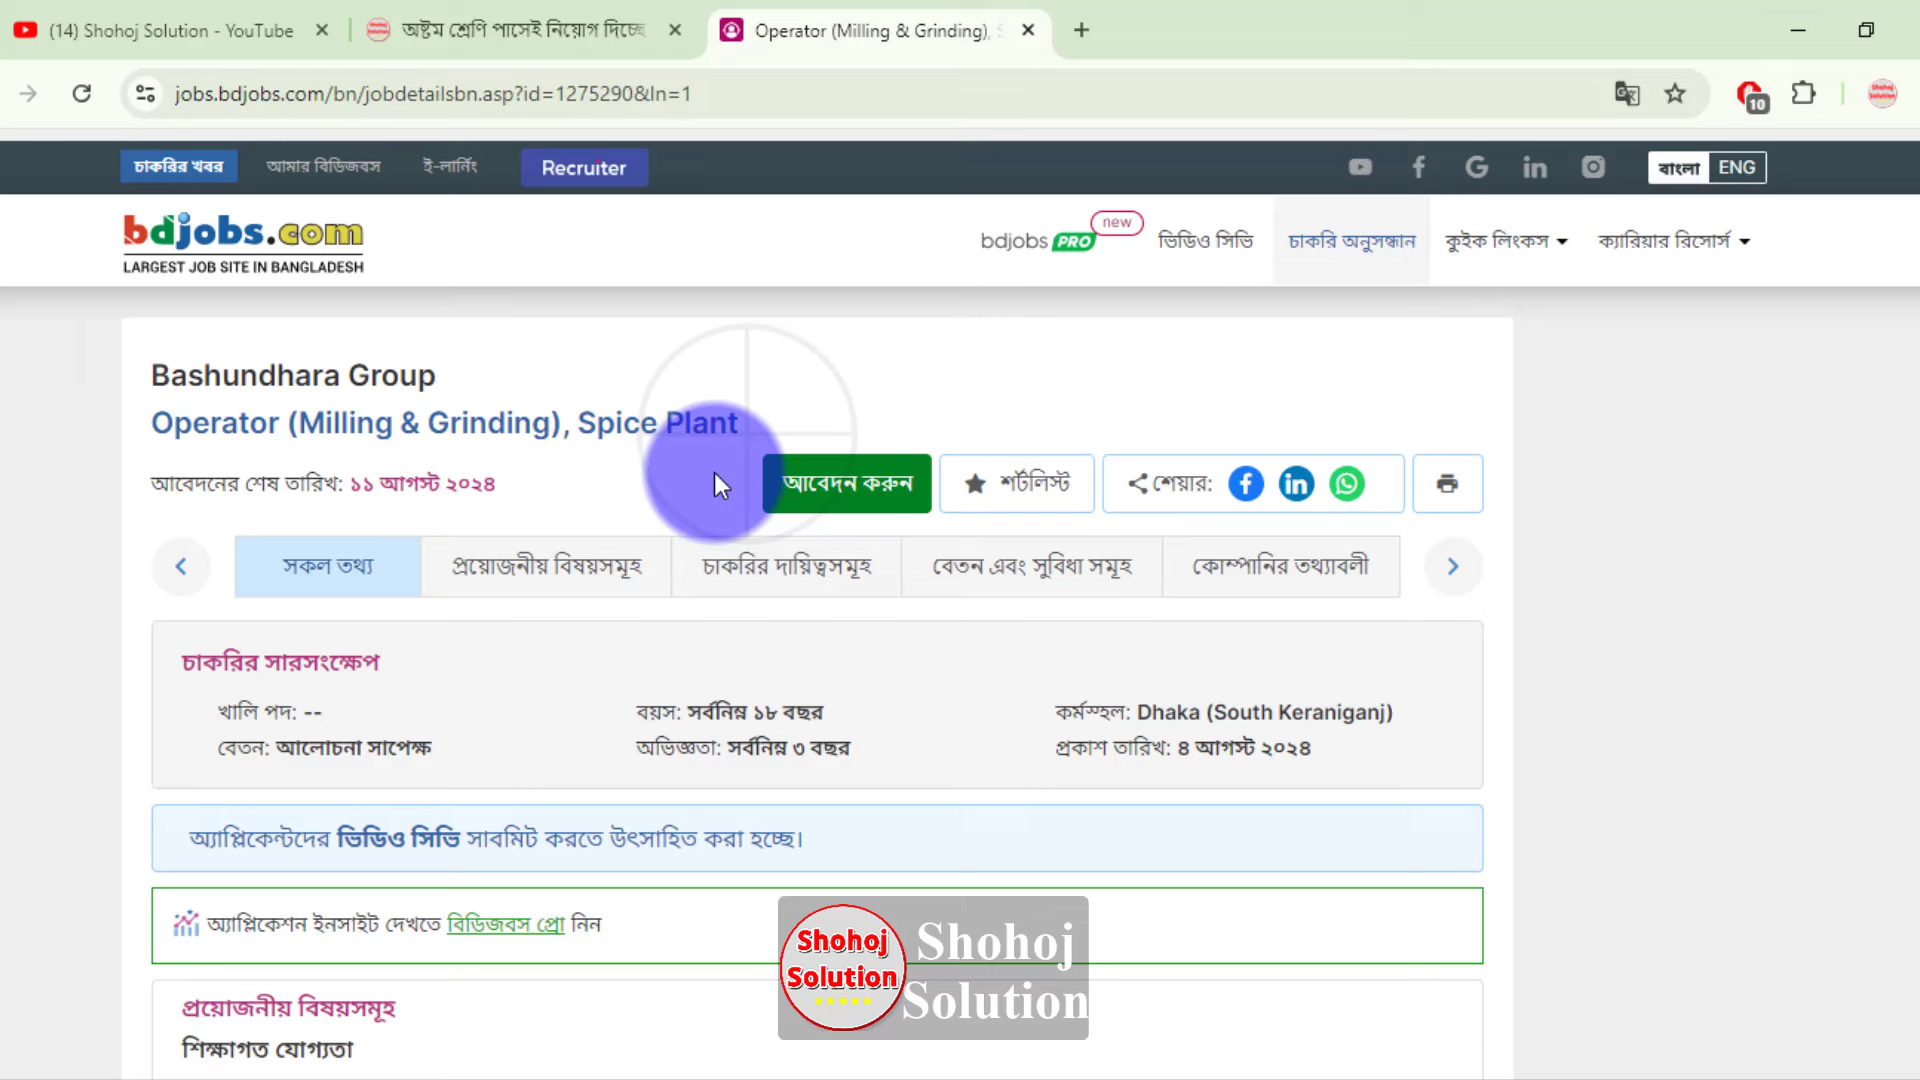 (14) Shohoj Solution - YouTube
অষ্টম শ্রেণি পাসেই নিয়োগ দিচ্ছে
Operator (Milling & Grinding),
jobs.bdjobs.com/bn/jobdetailsbn.asp?id=1275290&ln=1
10
চাকরির খবর
আমার বিডিজবস
ই-লার্নিং
Recruiter
বাংলা ENG
bdjobs.com
LARGEST JOB SITE IN BANGLADESH
bdjobs PRO new
ভিডিও সিভি
চাকরি অনুসন্ধান
কুইক লিংকস
ক্যারিয়ার রিসোর্স
Bashundhara Group
Operator (Milling & Grinding), Spice Plant
আবেদনের শেষ তারিখ: ১১ আগস্ট ২০২৪
আবেদন করুন
শর্টলিস্ট
শেয়ার:
সকল তথ্য
প্রয়োজনীয় বিষয়সমূহ
চাকরির দায়িত্বসমূহ
বেতন এবং সুবিধা সমূহ
কোম্পানির তথ্যাবলী
চাকরির সারসংক্ষেপ
খালি পদ: --
বয়স: সর্বনিম্ন ১৮ বছর
কর্মস্হল: Dhaka (South Keraniganj)
বেতন: আলোচনা সাপেক্ষ
অভিজ্ঞতা: সর্বনিম্ন ৩ বছর
প্রকাশ তারিখ: ৪ আগস্ট ২০২৪
অ্যাপ্লিকেন্টদের ভিডিও সিভি সাবমিট করতে উৎসাহিত করা হচ্ছে।
অ্যাপ্লিকেশন ইনসাইট দেখতে বিডিজবস প্রো নিন
Shohoj
Solution
Shohoj
Solution
প্রয়োজনীয় বিষয়সমূহ
শিক্ষাগত যোগ্যতা